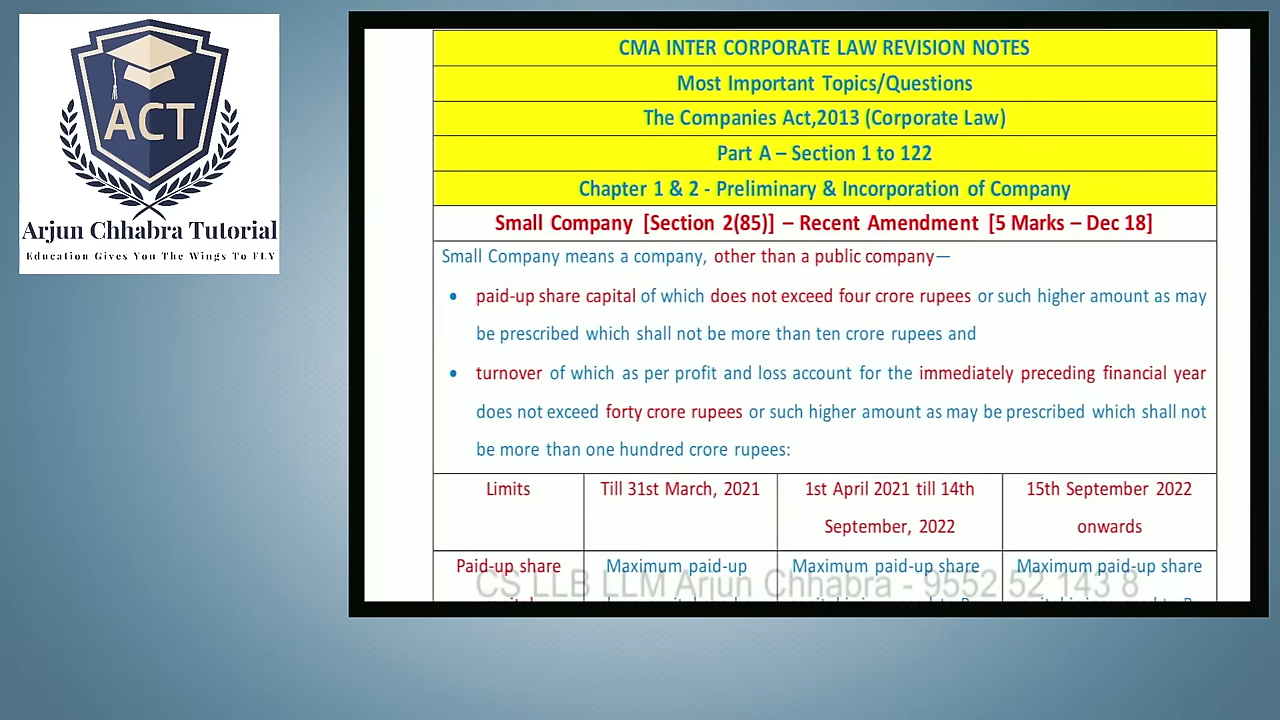 ACT
Arjun Chhabra Tutorial
Education Gives You The Wings To FLY
CMA INTER CORPORATE LAW REVISION NOTES
Most Important Topics/Questions
The Companies Act,2013 (Corporate Law)
Part A – Section 1 to 122
Chapter 1 & 2 - Preliminary & Incorporation of Company
Small Company [Section 2(85)] – Recent Amendment [5 Marks – Dec 18]
Small Company means a company, other than a public company—
• paid-up share capital of which does not exceed four crore rupees or such higher amount as may
be prescribed which shall not be more than ten crore rupees and
• turnover of which as per profit and loss account for the immediately preceding financial year
does not exceed forty crore rupees or such higher amount as may be prescribed which shall not
be more than one hundred crore rupees:
Limits Till 31st March, 2021 1st April 2021 till 14th 15th September 2022
September, 2022 onwards
Paid-up share Maximum paid-up Maximum paid-up share Maximum paid-up share
CS LLB LLM Arjun Chhabra - 9552 52 143 8